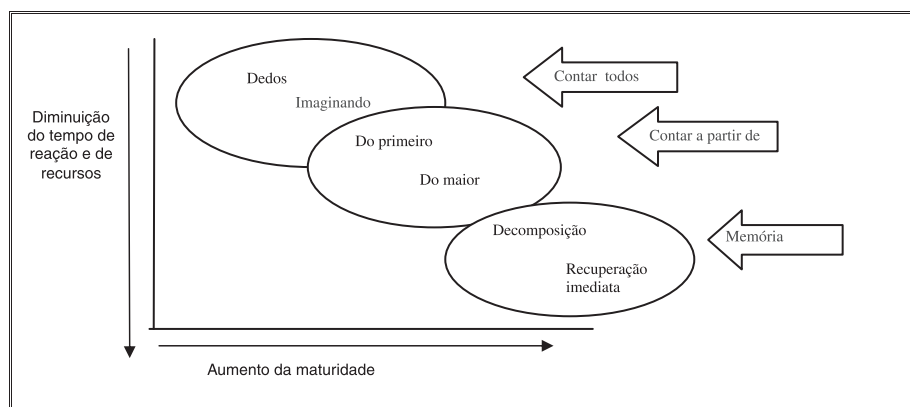 Dedos
Imaginando
Contar todos
Diminuição
do tempo de
reação e de
recursos
Do primeiro
Do maior
Contar a partir de
Decomposição
Recuperação
imediata
Memória
Aumento da maturidade